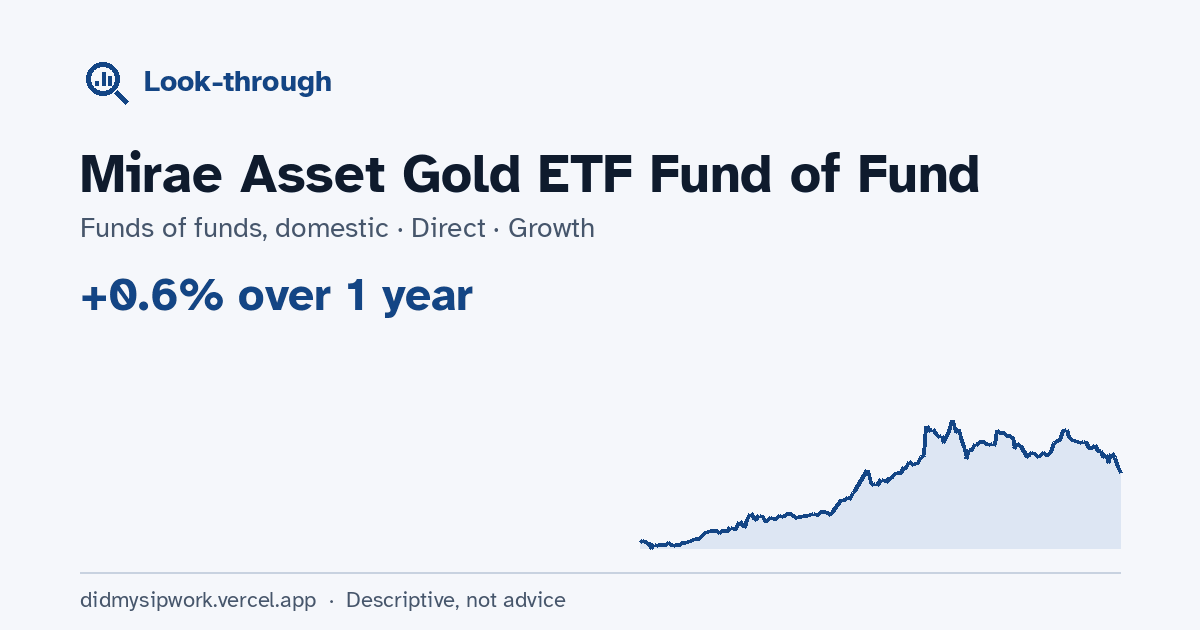 Look-through
Mirae Asset Gold ETF Fund of Fund
Funds of funds, domestic · Direct · Growth
+0.6% over 1 year
didmysipwork.vercel.app · Descriptive, not advice